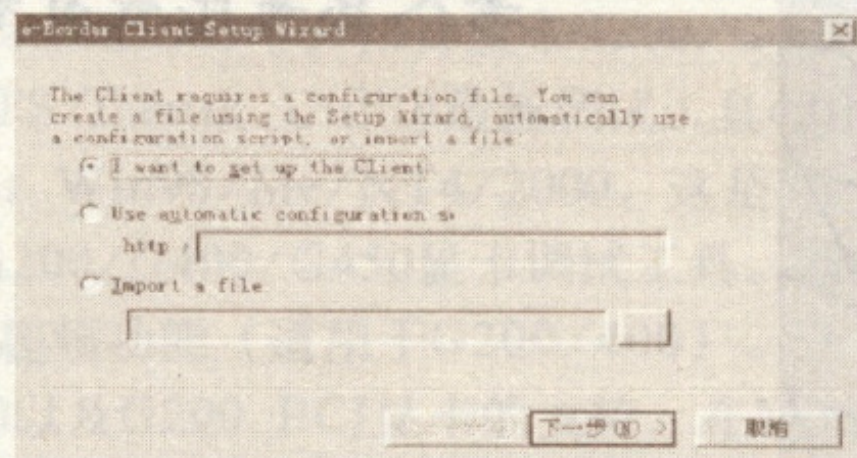 e-Border Client Setup Wizard
The Client requires a configuration file. You can
create a file using the Setup Wizard, automatically use
a configuration script, or import a file
I want to set up the Client
Use automatic configuration s
http :
Import a file
下一步(N) >
取消